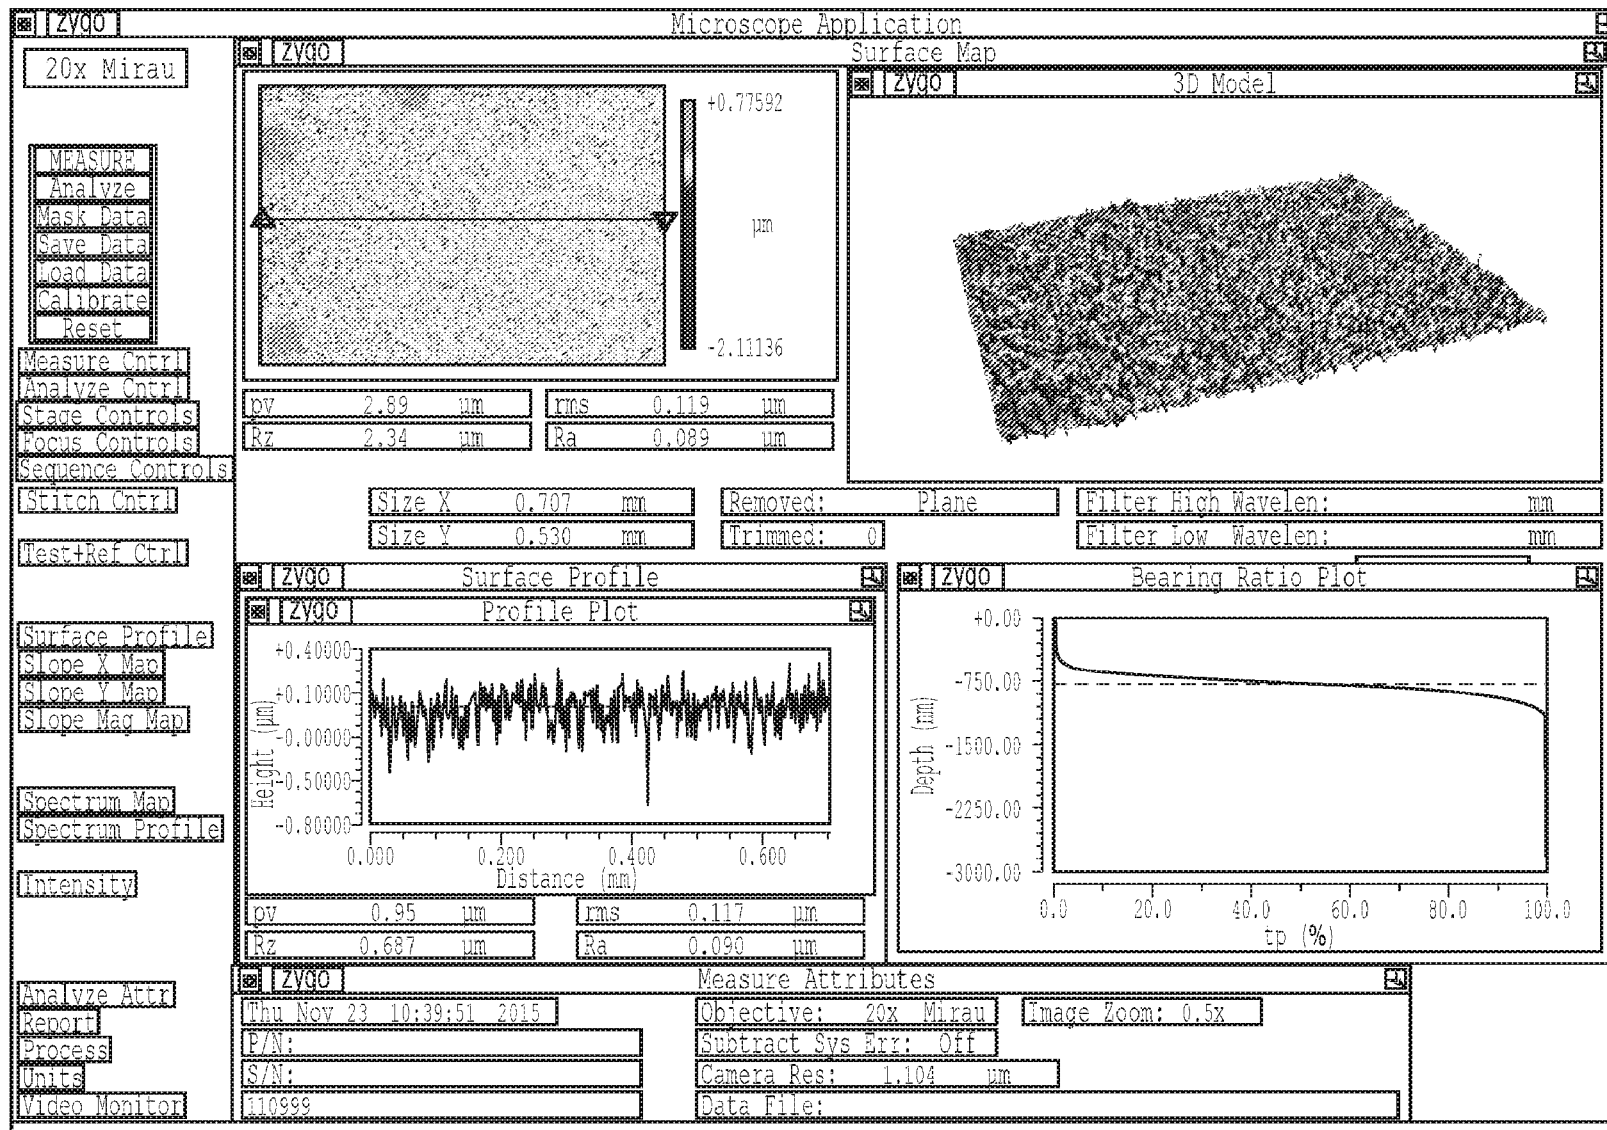 zygo Microscope Application
20x Mirau
MEASURE
Analyze
Mask Data
Save Data
Load Data
Calibrate
Reset
Measure Cntrl
Analyze Cntrl
Stage Controls
Focus Controls
Sequence Controls
Stitch Cntrl
Test+Ref Ctrl
Surface Profile
Slope X Map
Slope Y Map
Slope Mag Map
Spectrum Map
Spectrum Profile
Intensity
Analyze Attr
Report
Process
Units
Video Monitor
zygo Surface Map
+0.77592
µm
-2.11136
pv 2.89 µm
rms 0.119 µm
Rz 2.34 µm
Ra 0.089 µm
zygo 3D Model
Size X 0.707 mm
Removed: Plane
Filter High Wavelen: mm
Size Y 0.530 mm
Trimmed: 0
Filter Low Wavelen: mm
zygo Surface Profile
zygo Profile Plot
Height (µm)
+0.40000
+0.10000
-0.00000
-0.50000
-0.80000
0.000 0.200 0.400 0.600
Distance (mm)
pv 0.95 µm
rms 0.117 µm
Rz 0.687 µm
Ra 0.090 µm
zygo Bearing Ratio Plot
Depth (nm)
+0.00
-750.00
-1500.00
-2250.00
-3000.00
0.0 20.0 40.0 60.0 80.0 100.0
tp (%)
zygo Measure Attributes
Thu Nov 23 10:39:51 2015
Objective: 20x Mirau
Image Zoom: 0.5x
P/N:
Subtract Sys Err: Off
S/N:
Camera Res: 1.104 µm
110999
Data File: